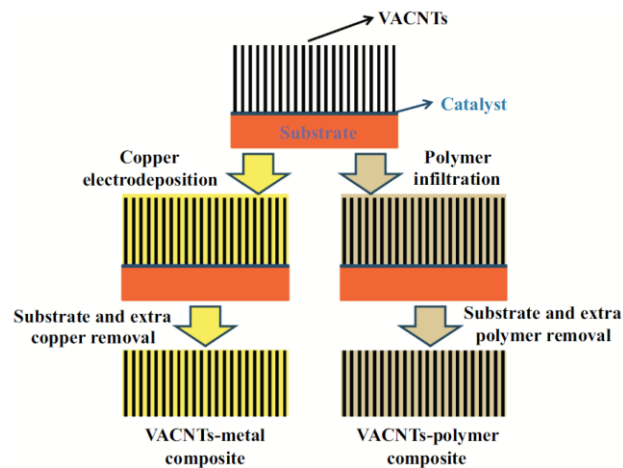 VACNTs
Catalyst
Substrate
Copper
electrodeposition
Polymer
infiltration
Substrate and extra
copper removal
Substrate and extra
polymer removal
VACNTs-metal
composite
VACNTs-polymer
composite